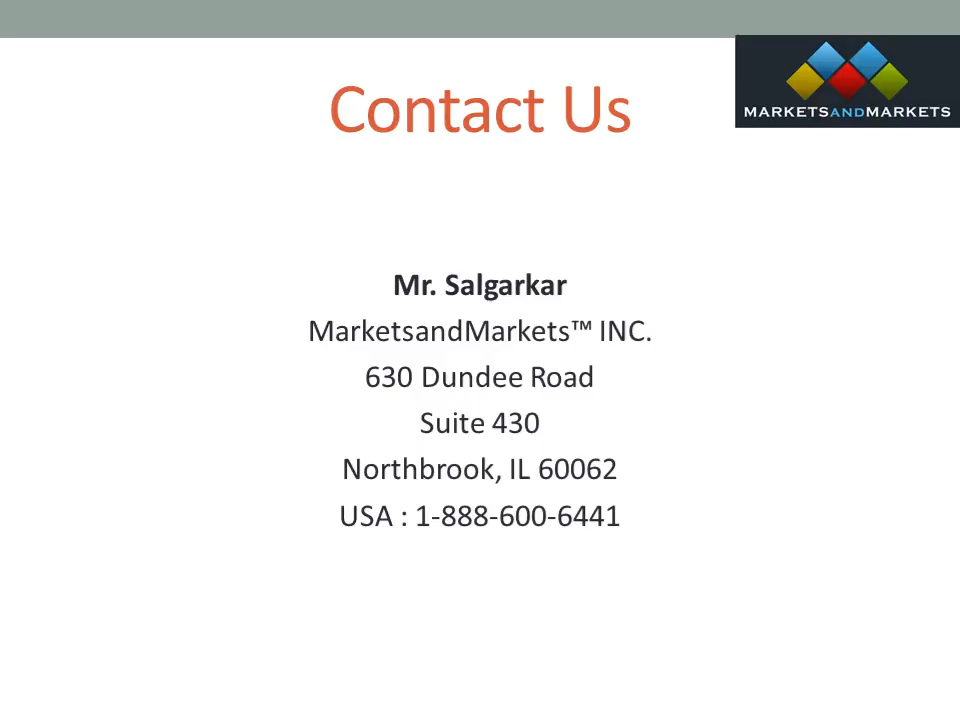 Contact Us
MARKETSANDMARKETS
Mr. Salgarkar
MarketsandMarkets™ INC.
630 Dundee Road
Suite 430
Northbrook, IL 60062
USA : 1-888-600-6441